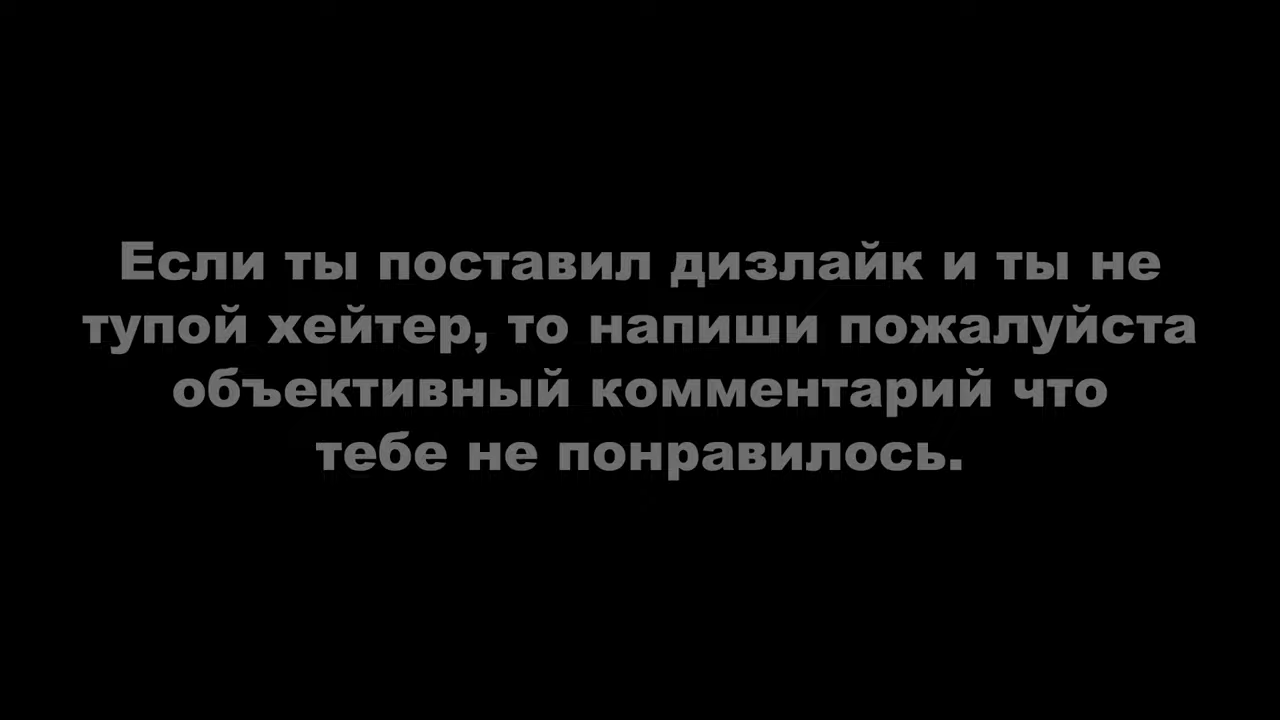 Если ты поставил дизлайк и ты не
тупой хейтер, то напиши пожалуйста
объективный комментарий что
тебе не понравилось.